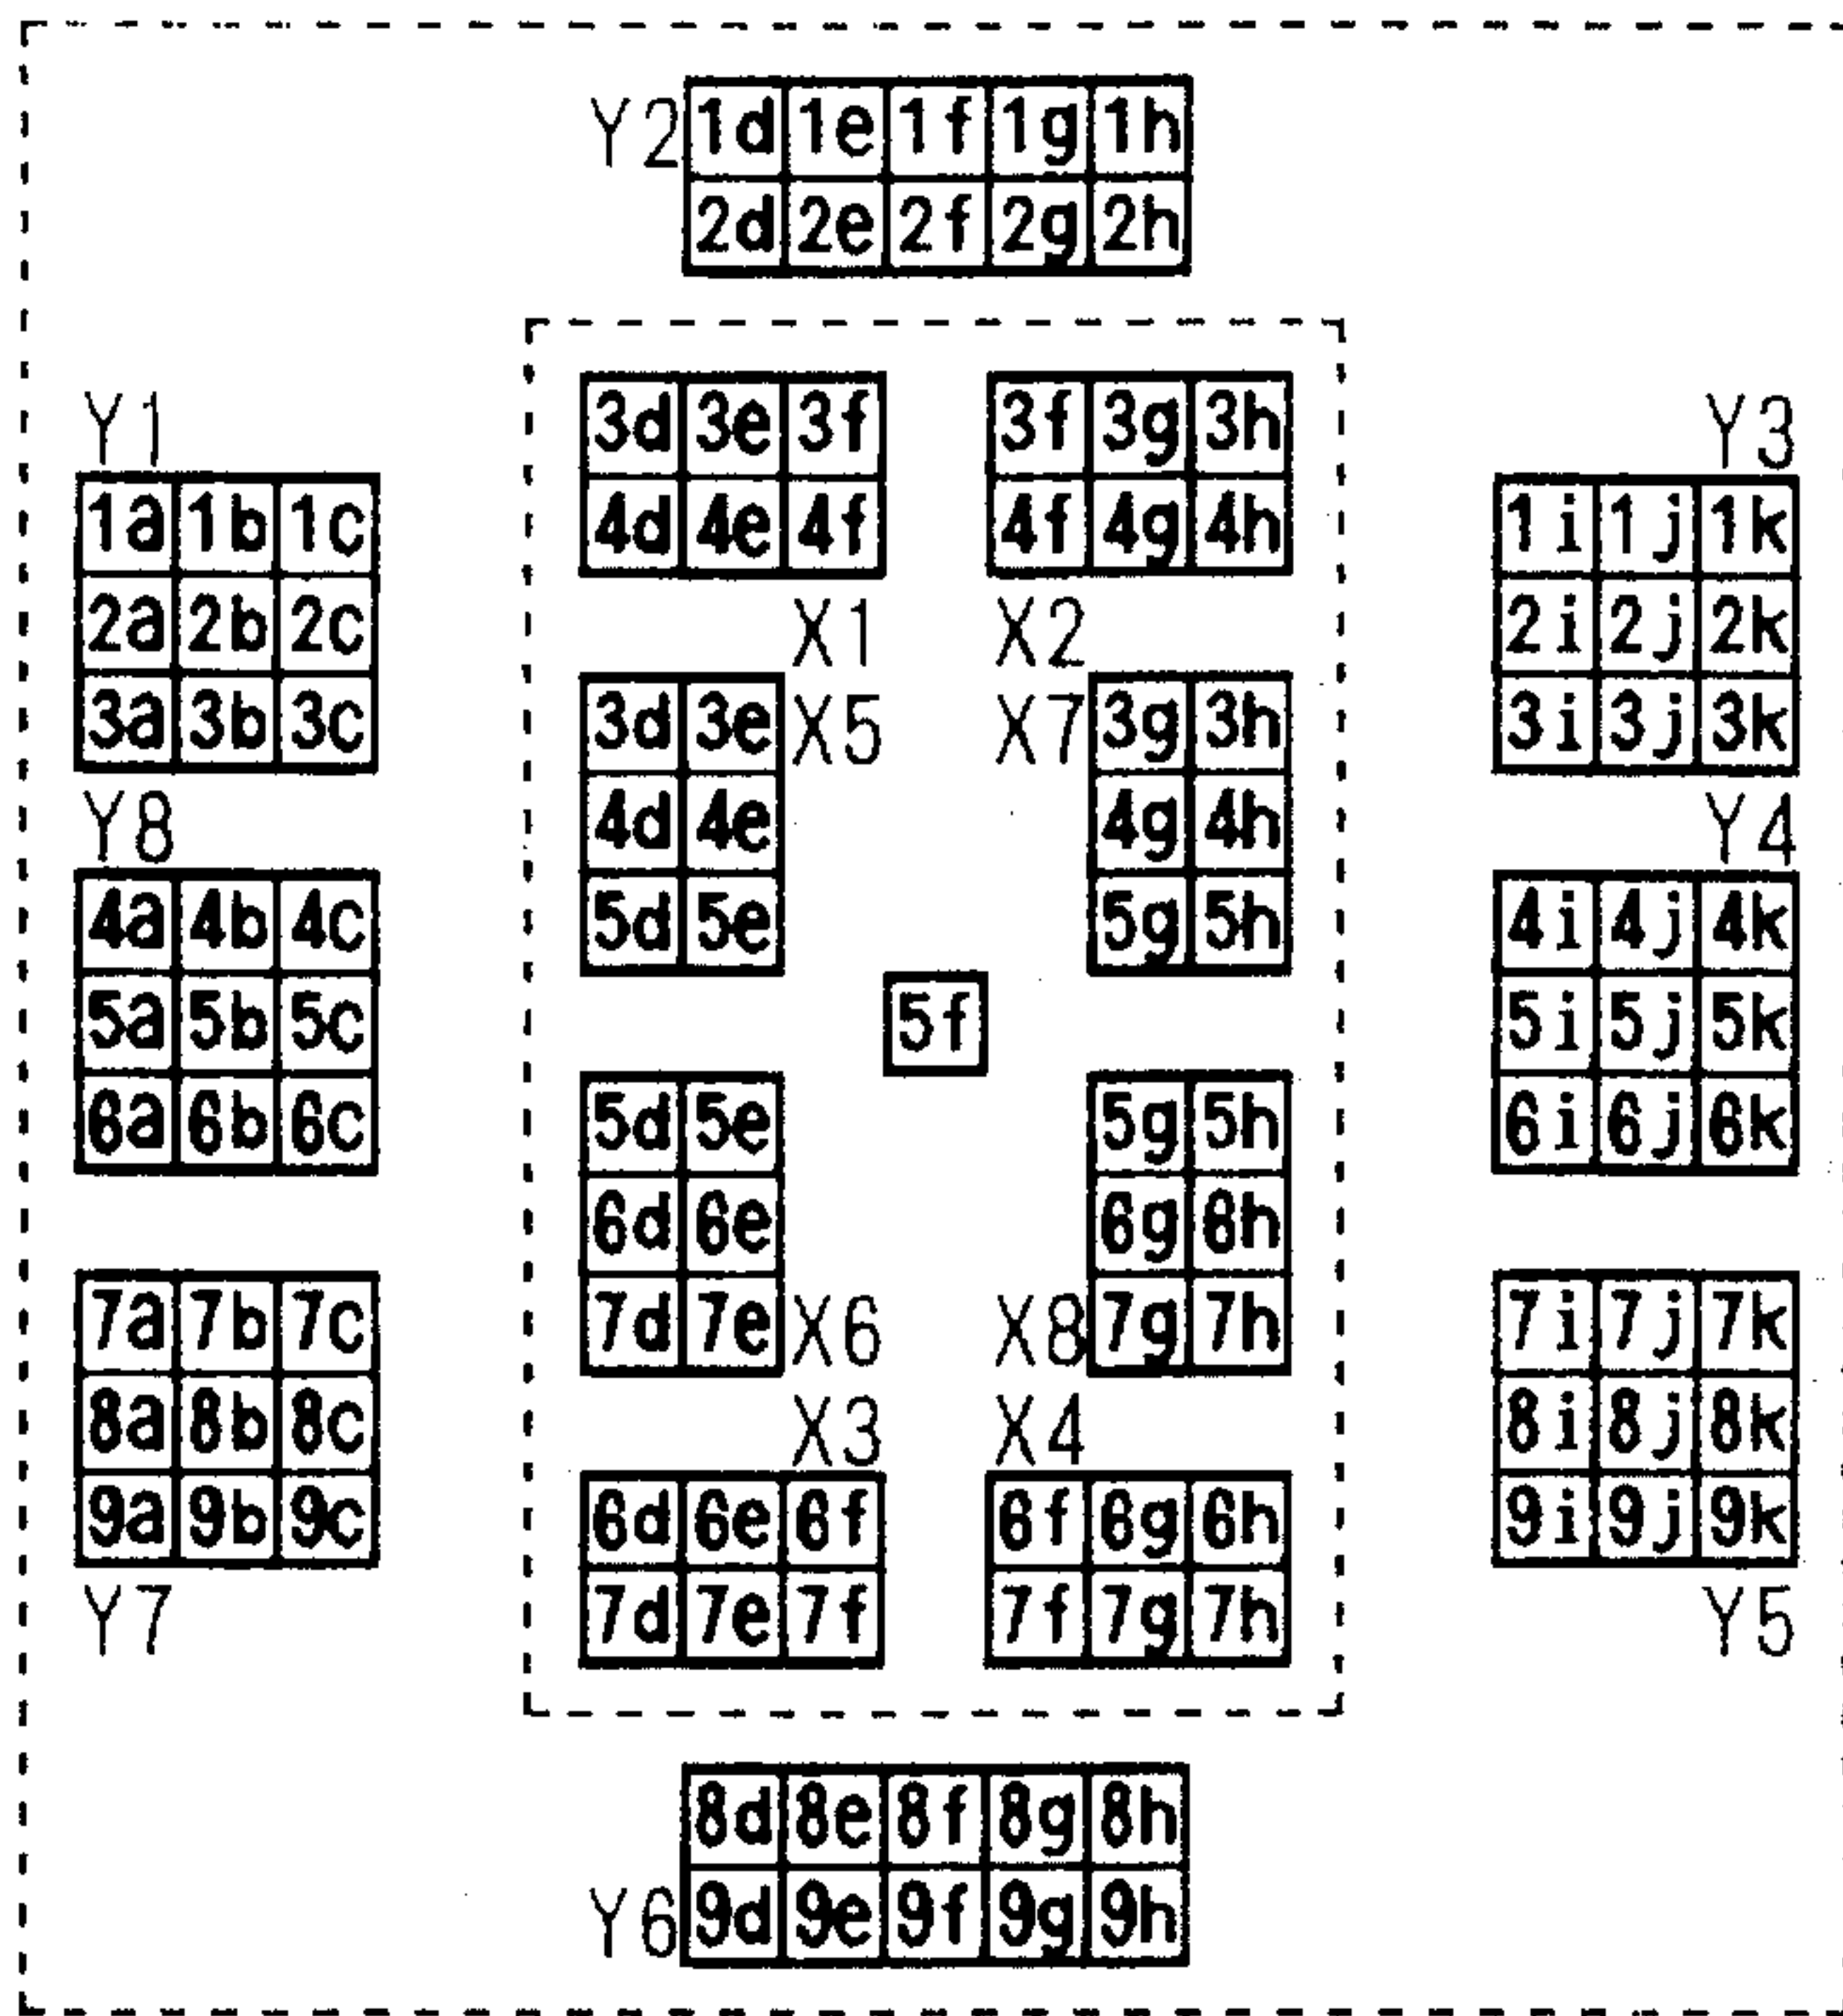 Y2 1d 1e 1f 1g 1h
2d 2e 2f 2g 2h
Y1
1a 1b 1c
2a 2b 2c
3a 3b 3c
Y8
4a 4b 4c
5a 5b 5c
6a 6b 6c
7a 7b 7c
8a 8b 8c
9a 9b 9c
Y7
3d 3e 3f
4d 4e 4f
X1
3f 3g 3h
4f 4g 4h
X2
3d 3e X5
4d 4e
5d 5e
X7 3g 3h
4g 4h
5g 5h
5f
5d 5e
6d 6e
7d 7e X6
5g 5h
6g 6h
X8 7g 7h
X3
6d 6e 6f
7d 7e 7f
X4
6f 6g 6h
7f 7g 7h
Y3
1i 1j 1k
2i 2j 2k
3i 3j 3k
Y4
4i 4j 4k
5i 5j 5k
6i 6j 6k
7i 7j 7k
8i 8j 8k
9i 9j 9k
Y5
8d 8e 8f 8g 8h
Y6 9d 9e 9f 9g 9h